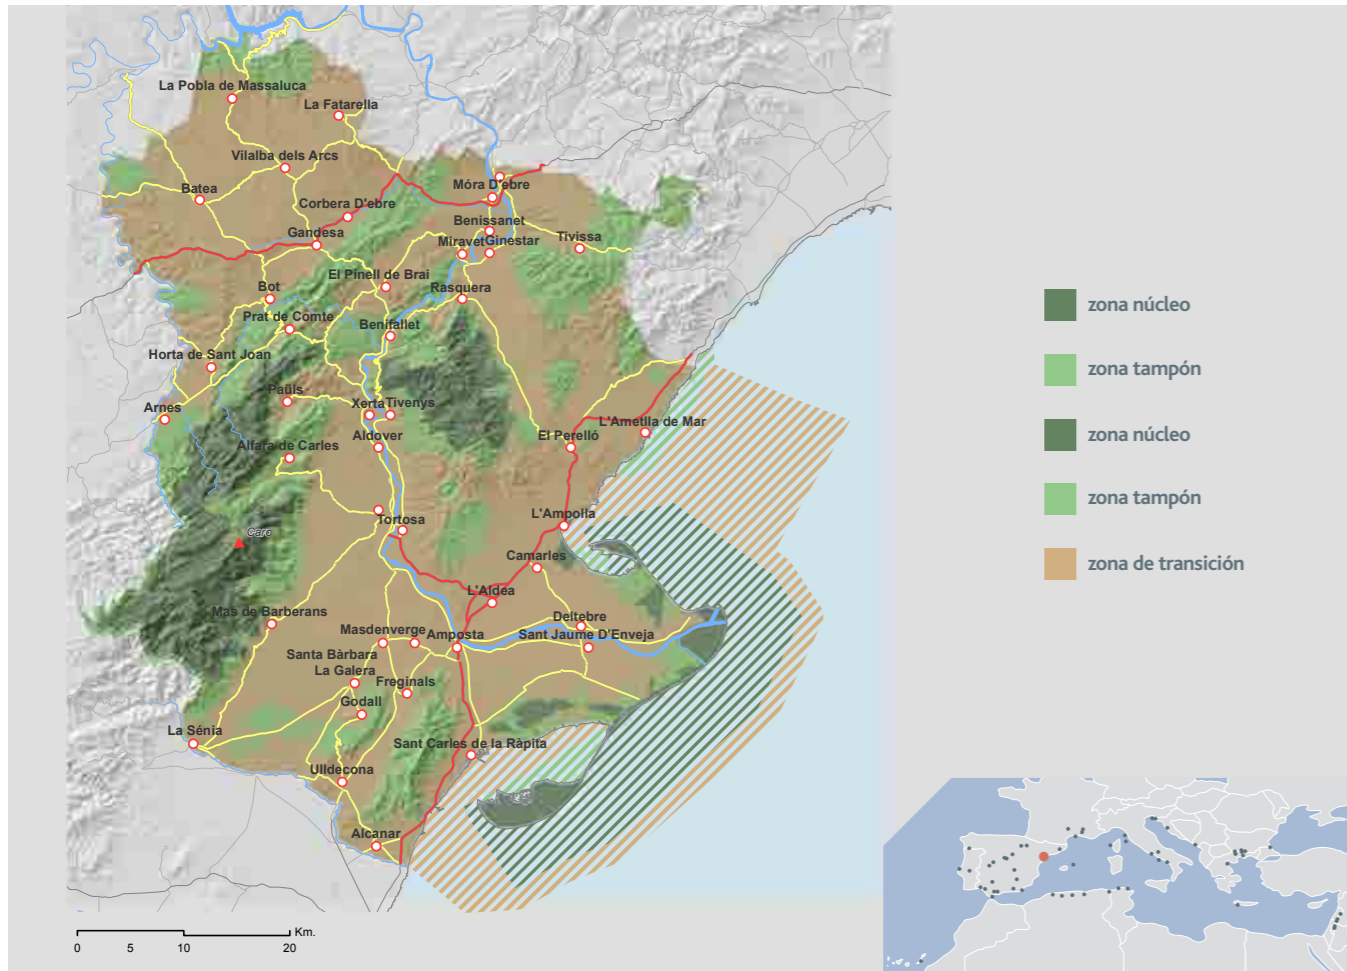 La Pobla de Massaluca
La Fatarella
Vilalba dels Arcs
Batea
Móra D'ebre
Corbera D'ebre
Benissanet
Gandesa
Miravet
Ginestar
Tivissa
El Pinell de Brai
Bot
Rasquera
Prat de Comte
Benifallet
Horta de Sant Joan
Paüls
Arnes
Xerta
Tivenys
L'Ametlla de Mar
Aldover
El Perelló
Alfara de Carles
L'Ampolla
Tortosa
Caro
Camarles
L'Aldea
Mas de Barberans
Deltebre
Masdenverge
Amposta
Sant Jaume D'Enveja
Santa Bàrbara
La Galera
Freginals
Godall
La Sénia
Sant Carles de la Ràpita
Ulldecona
Alcanar
Km.
0 5 10 20
zona núcleo
zona tampón
zona núcleo
zona tampón
zona de transición